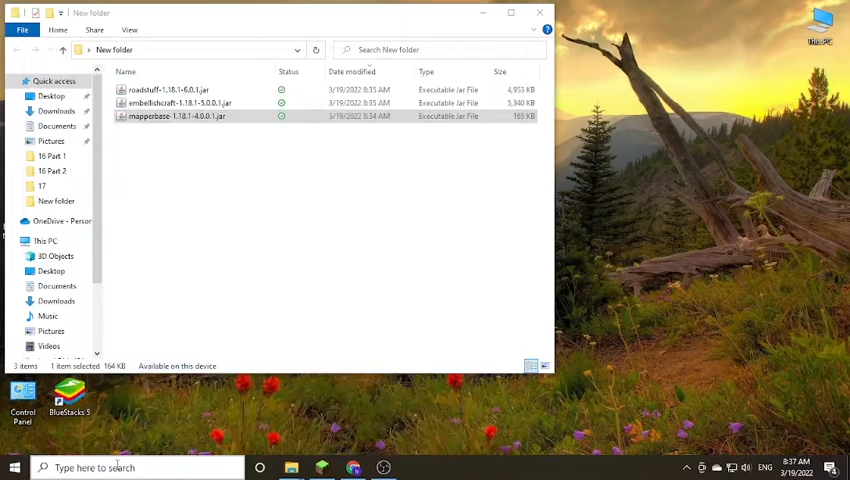 New folder
File
Home
Share
View
New folder
Search New folder
Name
Status
Date modified
Type
Size
roadstuff-1.18.1-6.0.1.jar
3/19/2022 8:35 AM
Executable Jar File
4,953 KB
embellishcraft-1.18.1-5.0.0.1.jar
3/19/2022 8:35 AM
Executable Jar File
5,340 KB
mapperbase-1.18.1-4.0.0.1.jar
3/19/2022 8:34 AM
Executable Jar File
165 KB
Quick access
Desktop
Downloads
Documents
Pictures
16 Part 1
16 Part 2
17
New folder
OneDrive - Person
This PC
3D Objects
Desktop
Documents
Downloads
Music
Pictures
Videos
3 items
1 item selected
164 KB
Available on this device
This PC
Control
Panel
BlueStacks 5
Type here to search
ENG
8:37 AM
3/19/2022
4